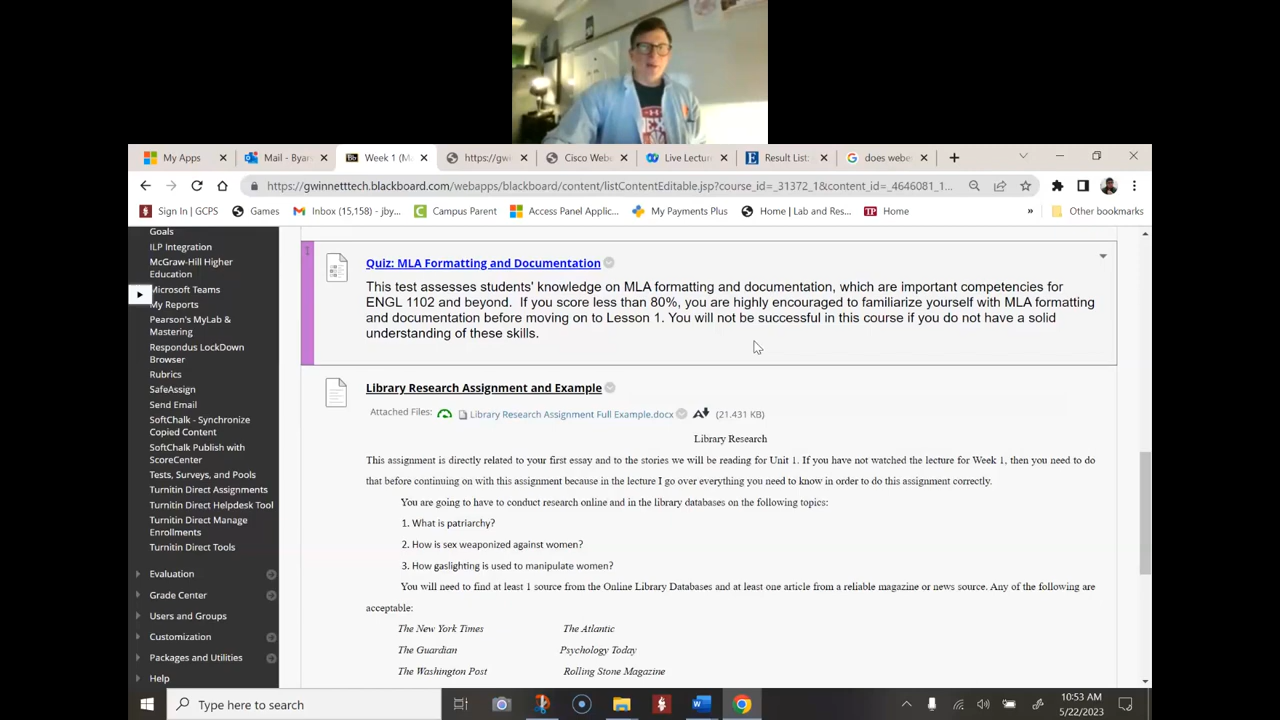 My Apps
Mail - Byar
Week 1 (M
https://gwi
Cisco Web
Live Lectur
Result List:
does webe
https://gwinnetttech.blackboard.com/webapps/blackboard/content/listContentEditable.jsp?course_id=_31372_1&content_id=_4646081_1...
Sign In | GCPS
Games
Inbox (15,158) - jby...
Campus Parent
Access Panel Applic...
My Payments Plus
Home | Lab and Res...
TP Home
»
Other bookmarks
Goals
ILP Integration
McGraw-Hill Higher
Education
Microsoft Teams
My Reports
Pearson's MyLab &
Mastering
Respondus LockDown
Browser
Rubrics
SafeAssign
Send Email
SoftChalk - Synchronize
Copied Content
SoftChalk Publish with
ScoreCenter
Tests, Surveys, and Pools
Turnitin Direct Assignments
Turnitin Direct Helpdesk Tool
Turnitin Direct Manage
Enrollments
Turnitin Direct Tools
Evaluation
Grade Center
Users and Groups
Customization
Packages and Utilities
Help
Quiz: MLA Formatting and Documentation
This test assesses students' knowledge on MLA formatting and documentation, which are important competencies for
ENGL 1102 and beyond. If you score less than 80%, you are highly encouraged to familiarize yourself with MLA formatting
and documentation before moving on to Lesson 1. You will not be successful in this course if you do not have a solid
understanding of these skills.
Library Research Assignment and Example
Attached Files: Library Research Assignment Full Example.docx (21.431 KB)
Library Research
This assignment is directly related to your first essay and to the stories we will be reading for Unit 1. If you have not watched the lecture for Week 1, then you need to do
that before continuing on with this assignment because in the lecture I go over everything you need to know in order to do this assignment correctly.
You are going to have to conduct research online and in the library databases on the following topics:
1. What is patriarchy?
2. How is sex weaponized against women?
3. How gaslighting is used to manipulate women?
You will need to find at least 1 source from the Online Library Databases and at least one article from a reliable magazine or news source. Any of the following are
acceptable:
The New York Times The Atlantic
The Guardian Psychology Today
The Washington Post Rolling Stone Magazine
Type here to search
10:53 AM
5/22/2023